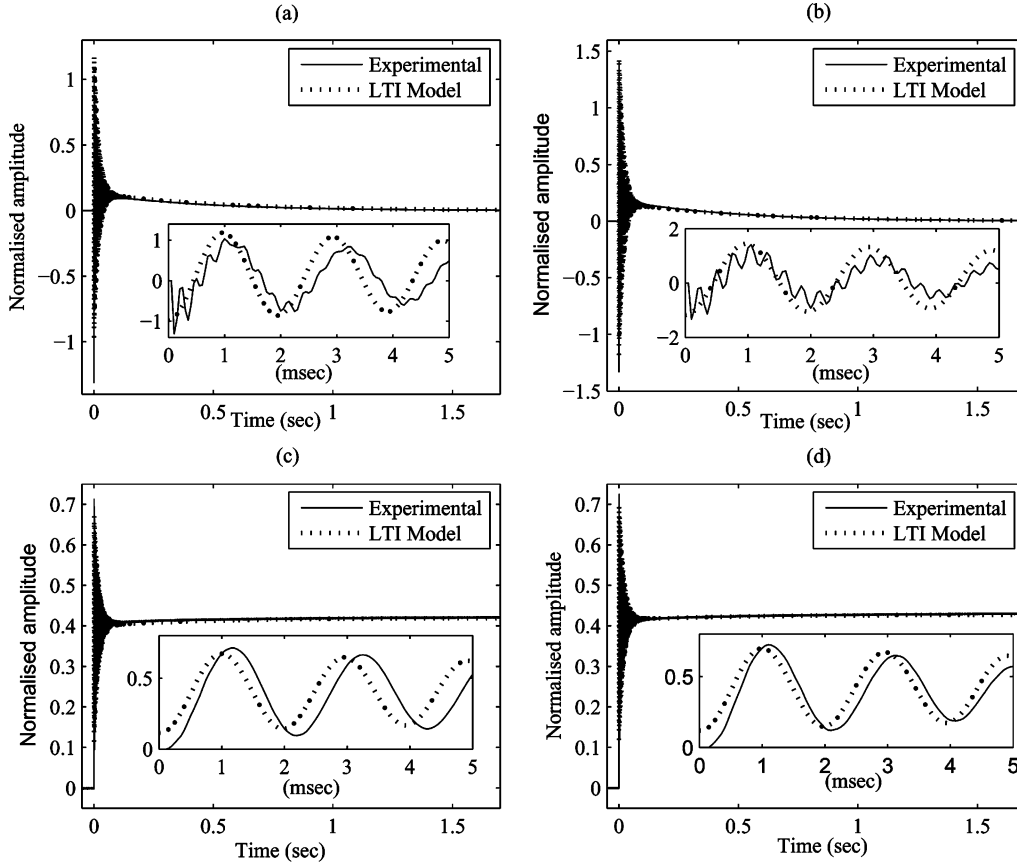 (a)
Normalised amplitude
1
0.5
0
−0.5
−1
Experimental
LTI Model
1
0
−1
0 1 2 3 4 5
(msec)
0 0.5 1 1.5
Time (sec)
(b)
Normalised amplitude
1.5
1
0.5
0
−0.5
−1
−1.5
Experimental
LTI Model
2
0
−2
0 1 2 3 4 5
(msec)
0 0.5 1 1.5
Time (sec)
(c)
Normalised amplitude
0.7
0.6
0.5
0.4
0.3
0.2
0.1
0
Experimental
LTI Model
0.5
0
0 1 2 3 4 5
(msec)
0 0.5 1 1.5
Time (sec)
(d)
Normalised amplitude
0.7
0.6
0.5
0.4
0.3
0.2
0.1
0
Experimental
LTI Model
0.5
0
0 1 2 3 4 5
(msec)
0 0.5 1 1.5
Time (sec)